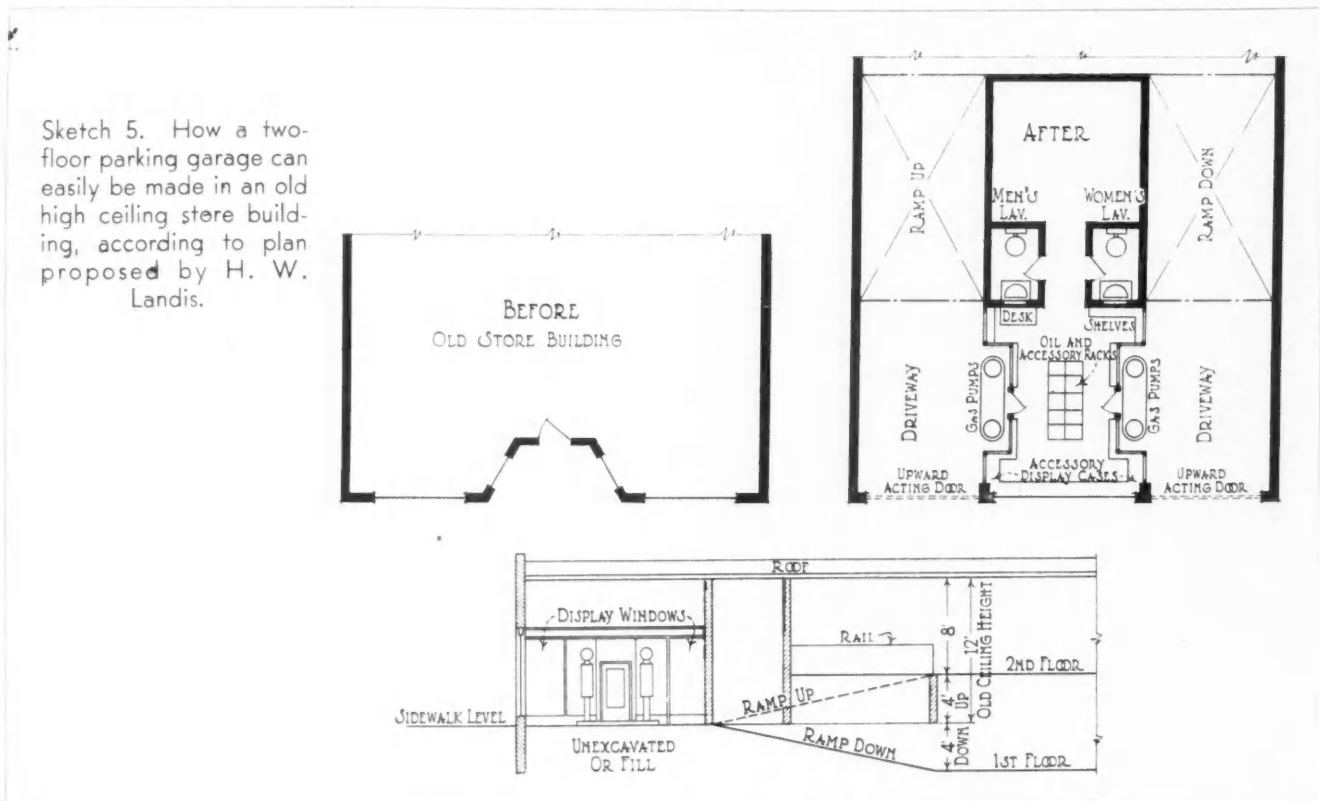 Sketch 5. How a two-
floor parking garage can
easily be made in an old
high ceiling store build-
ing, according to plan
proposed by H. W.
Landis.
BEFORE
OLD STORE BUILDING
AFTER
RAMP UP
RAMP DOWN
MEN'S
LAV.
WOMEN'S
LAV.
DESK
SHELVES
OIL AND
ACCESSORY RACKS
DRIVEWAY
GAS PUMPS
GAS PUMPS
DRIVEWAY
UPWARD
ACTING DOOR
ACCESSORY
DISPLAY CASES
UPWARD
ACTING DOOR
ROOF
DISPLAY WINDOWS
RAIL
8'
12'
OLD CEILING HEIGHT
2ND FLOOR
RAMP UP
4'
UP
SIDEWALK LEVEL
RAMP DOWN
4'
DOWN
UNEXCAVATED
OR FILL
1ST FLOOR